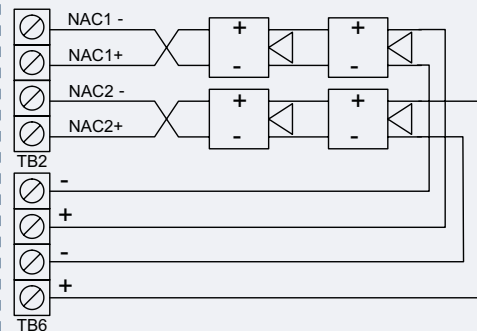 NAC1 -
+ +
NAC1+
- -
NAC2 -
+ +
NAC2+
- -
TB2
-
+
-
+
TB6